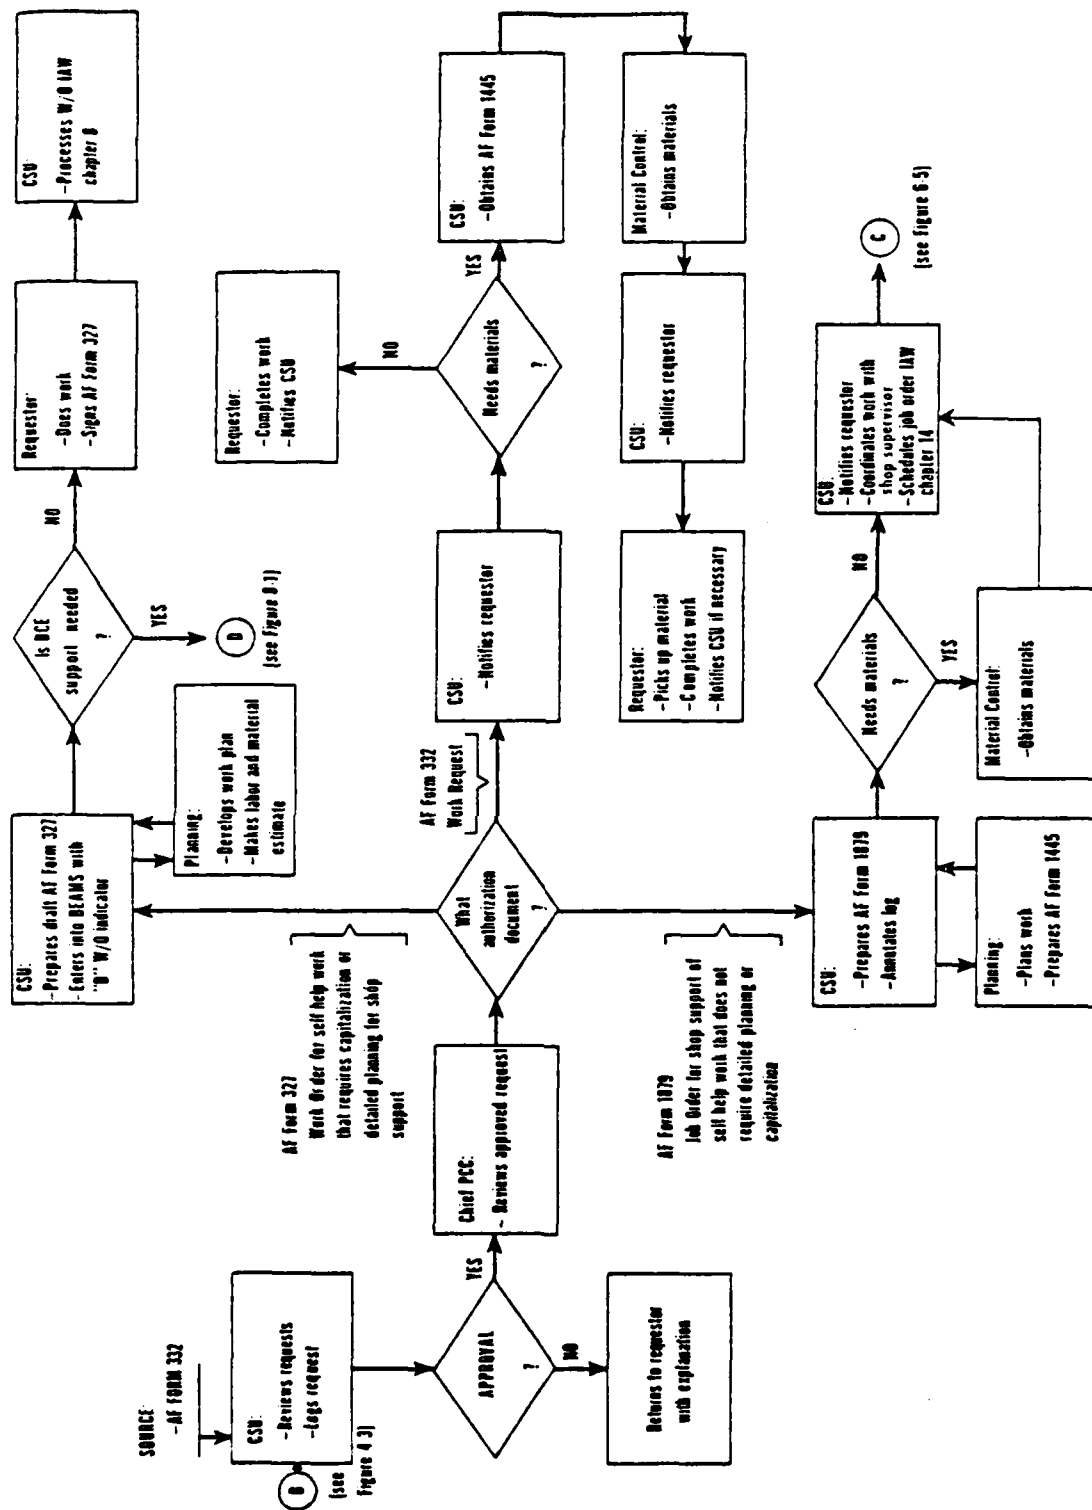 SOURCE:
-AF FORM 332
CSU:
-Reviews requests
-Logs request
B
(see
Figure 4 3)
APPROVAL
?
YES
NO
Returns to requestor
with explanation
Chief PCC:
- Reviews approved request
What
authorization
document
?
AF Form 327
Work Order for self help work
that requires capitalization or
detailed planning for shop
support
CSU:
-Prepares draft AF Form 327
-Enters into BEAMS with
"D" W/O indicator
Planning:
-Develops work plan
-Makes labor and material
estimate
Is BCE
support needed
?
YES
D
(see Figure 8-1)
NO
Requestor:
-Does work
-Signs AF Form 327
CSU:
-Processes W/O IAW
chapter 8
AF Form 332
Work Request
CSU:
-Notifies requestor
Needs materials
?
NO
Requestor:
-Completes work
-Notifies CSU
YES
CSU:
-Obtains AF Form 1445
Material Control:
-Obtains materials
CSU:
-Notifies requestor
Requestor:
-Picks up material
-Completes work
-Notifies CSU if necessary
AF Form 1879
Job Order for shop support of
self help work that does not
require detailed planning or
capitalization
CSU:
-Prepares AF Form 1879
-Annotates log
Planning:
-Plans work
-Prepares AF Form 1445
Needs materials
?
YES
Material Control:
-Obtains materials
NO
CSU:
-Notifies requestor
-Coordinates work with
shop supervisor
-Schedules job order IAW
chapter 14
C
(see Figure 6-5)